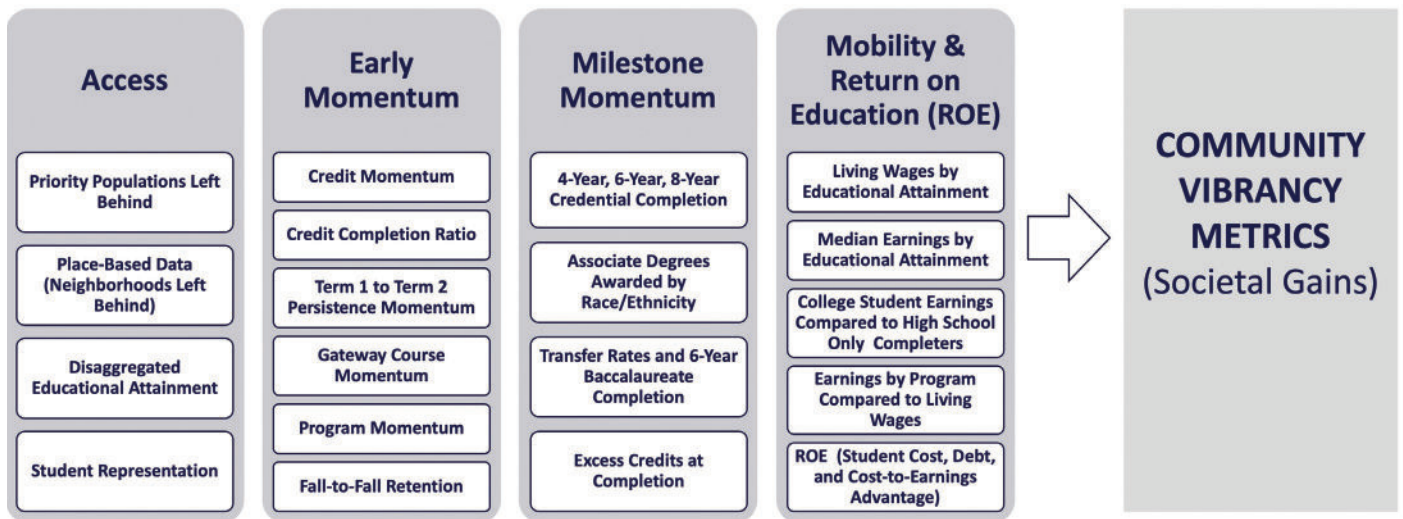 Access
Priority Populations Left
Behind
Place-Based Data
(Neighborhoods Left
Behind)
Disaggregated
Educational Attainment
Student Representation
Early
Momentum
Credit Momentum
Credit Completion Ratio
Term 1 to Term 2
Persistence Momentum
Gateway Course
Momentum
Program Momentum
Fall-to-Fall Retention
Milestone
Momentum
4-Year, 6-Year, 8-Year
Credential Completion
Associate Degrees
Awarded by
Race/Ethnicity
Transfer Rates and 6-Year
Baccalaureate
Completion
Excess Credits at
Completion
Mobility &
Return on
Education (ROE)
Living Wages by
Educational Attainment
Median Earnings by
Educational Attainment
College Student Earnings
Compared to High School
Only Completers
Earnings by Program
Compared to Living
Wages
ROE (Student Cost, Debt,
and Cost-to-Earnings
Advantage)
COMMUNITY
VIBRANCY
METRICS
(Societal Gains)